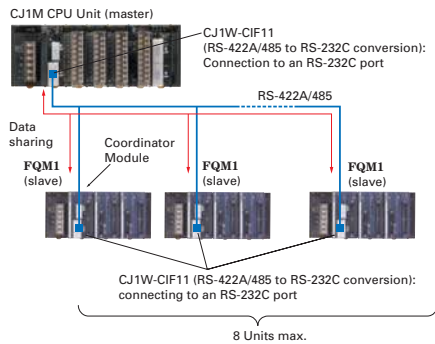 CJ1M CPU Unit (master)
CJ1W-CIF11
(RS-422A/485 to RS-232C conversion):
Connection to an RS-232C port
RS-422A/485
Data
sharing
Coordinator
Module
FQM1
(slave)
FQM1
(slave)
FQM1
(slave)
CJ1W-CIF11 (RS-422A/485 to RS-232C conversion):
connecting to an RS-232C port
8 Units max.